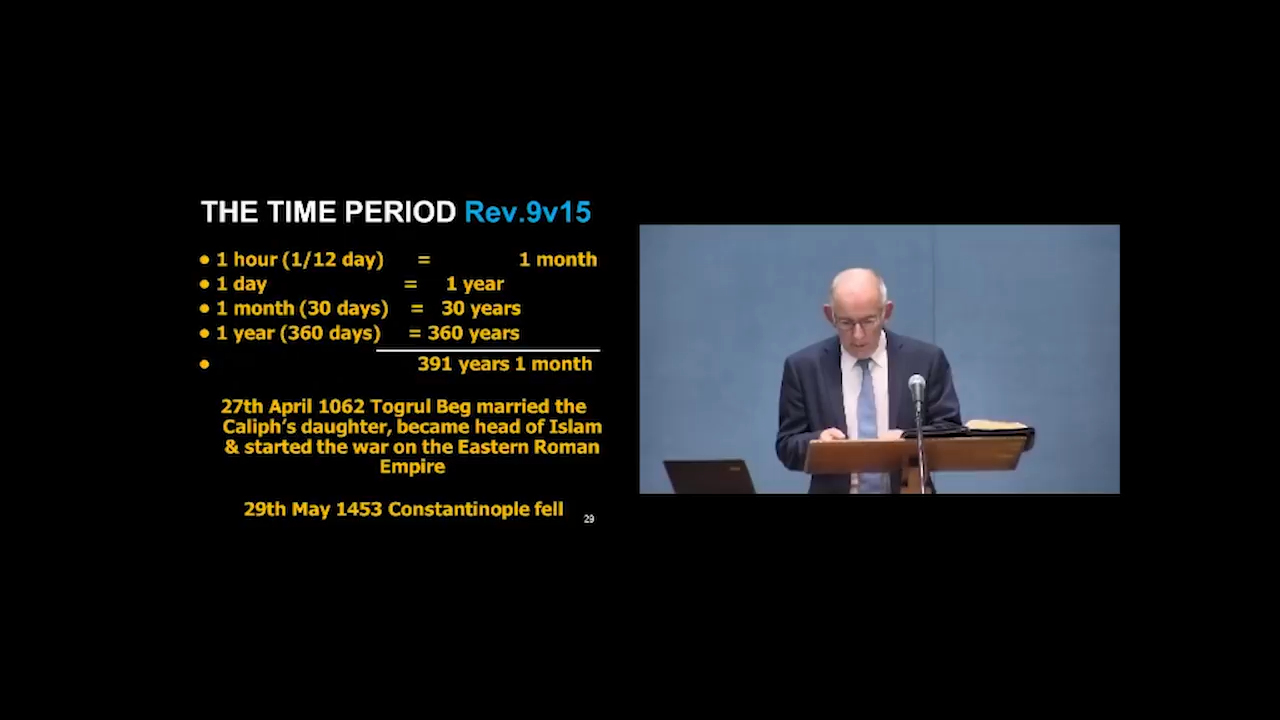 THE TIME PERIOD Rev.9v15
• 1 hour (1/12 day) = 1 month
• 1 day = 1 year
• 1 month (30 days) = 30 years
• 1 year (360 days) = 360 years
• 391 years 1 month
27th April 1062 Togrul Beg married the
Caliph's daughter, became head of Islam
& started the war on the Eastern Roman
Empire
29th May 1453 Constantinople fell
29